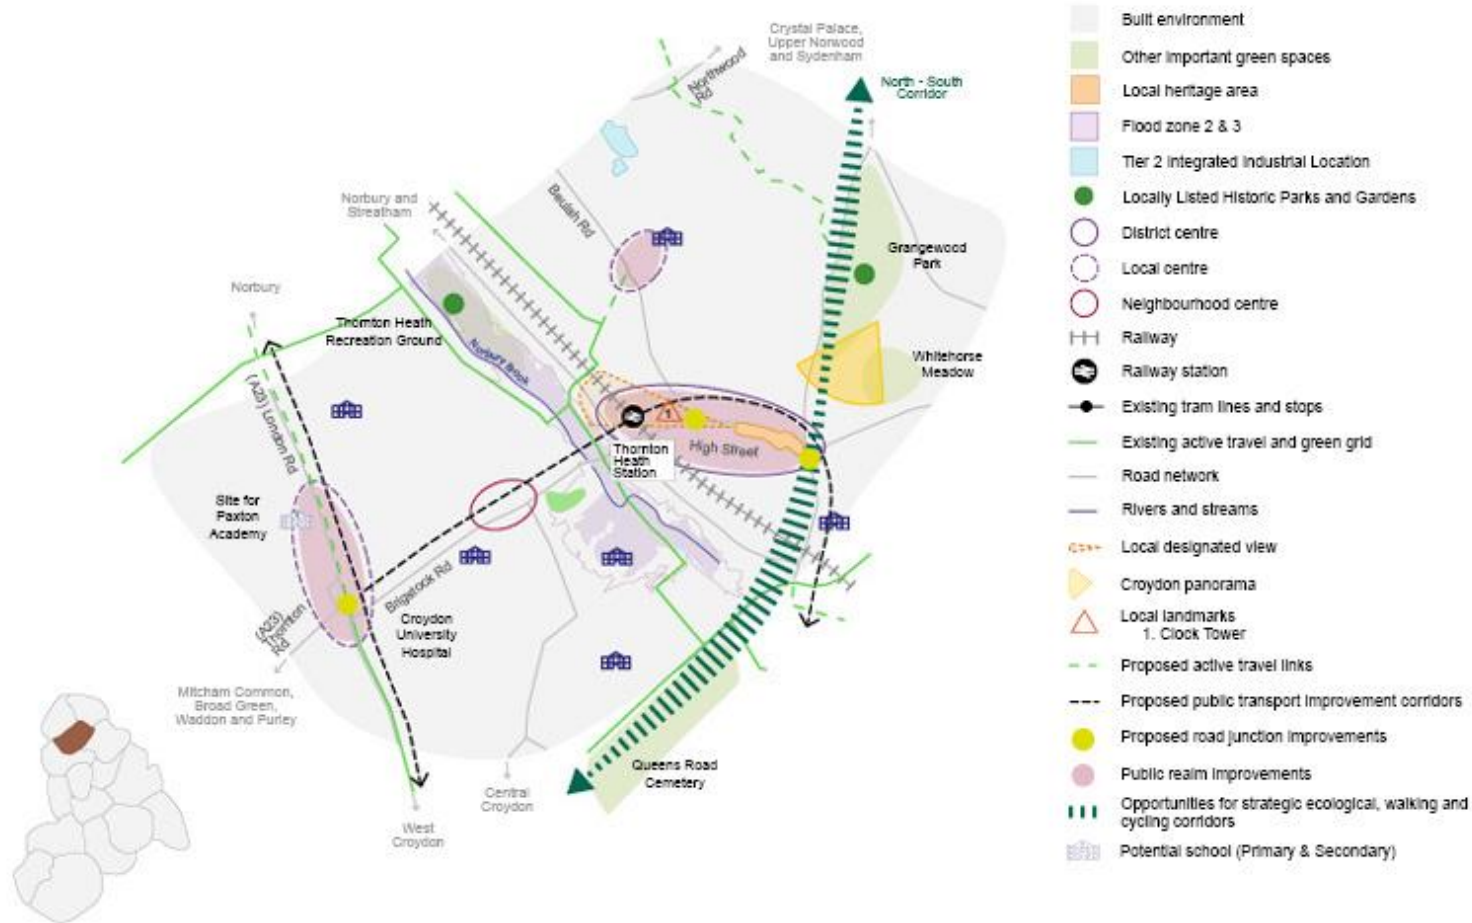 Crystal Palace,
Upper Norwood
and Sydenham
Northwood
Rd
North - South
Corridor
Norbury and
Streatham
Beulah Rd
Grangewood
Park
Norbury
Thornton Heath
Recreation Ground
Norbury Brook
Whitehorse
Meadow
(A23) London Rd
1
High Street
Thornton
Heath
Station
Site for
Paxton
Academy
Brigstock Rd
(A23)
Thornton
Rd
Croydon
University
Hospital
Mitcham Common,
Broad Green,
Waddon and Purley
Queens Road
Cemetery
Central
Croydon
West
Croydon
Built environment
Other important green spaces
Local heritage area
Flood zone 2 & 3
Tier 2 Integrated Industrial Location
Locally Listed Historic Parks and Gardens
District centre
Local centre
Neighbourhood centre
Railway
Railway station
Existing tram lines and stops
Existing active travel and green grid
Road network
Rivers and streams
Local designated view
Croydon panorama
Local landmarks
1. Clock Tower
Proposed active travel links
Proposed public transport improvement corridors
Proposed road junction improvements
Public realm improvements
Opportunities for strategic ecological, walking and
cycling corridors
Potential school (Primary & Secondary)